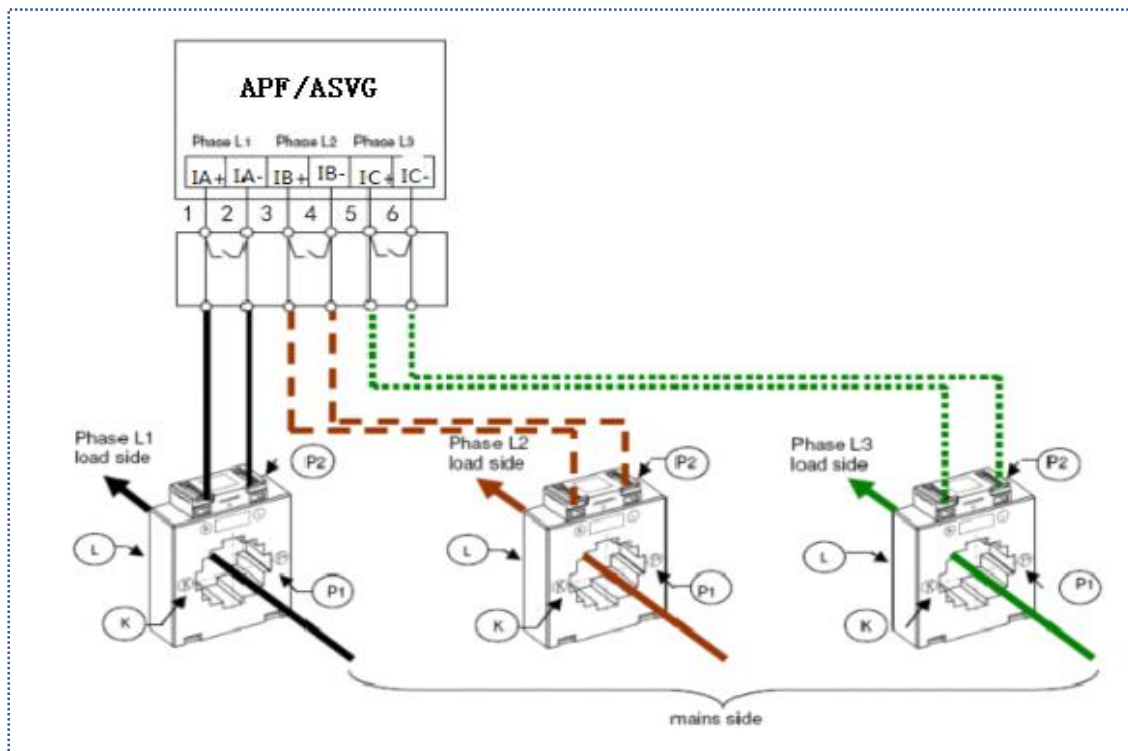 APF/ASVG
Phase L1 Phase L2 Phase L3
IA+ IA- IB+ IB- IC+ IC-
1 2 3 4 5 6
Phase L1
load side
P2
Phase L2
load side
P2
Phase L3
load side
P2
L
P1
K
L
P1
K
L
P1
K
mains side